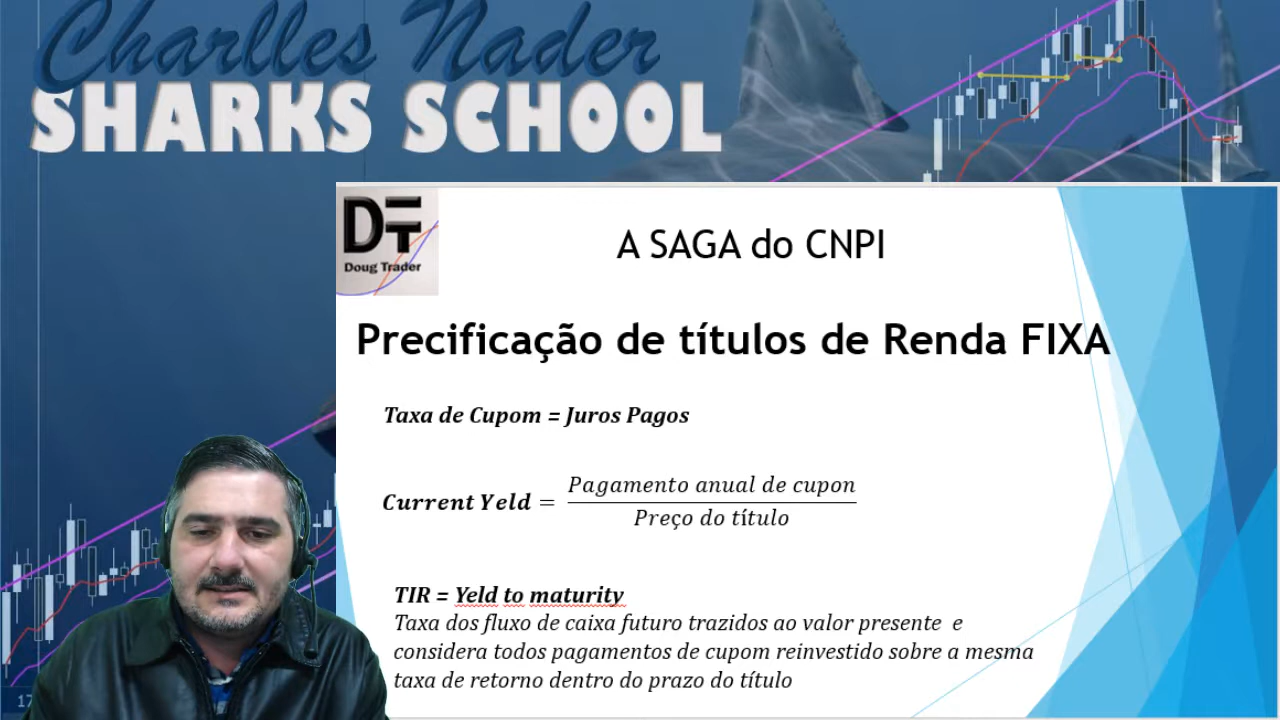 Charlles Nader
SHARKS SCHOOL
DT
Doug Trader
A SAGA do CNPI
Precificação de títulos de Renda FIXA
Taxa de Cupom = Juros Pagos
Current Yeld = Pagamento anual de cupon
Preço do título
TIR = Yeld to maturity
Taxa dos fluxo de caixa futuro trazidos ao valor presente e
considera todos pagamentos de cupom reinvestido sobre a mesma
taxa de retorno dentro do prazo do título
17